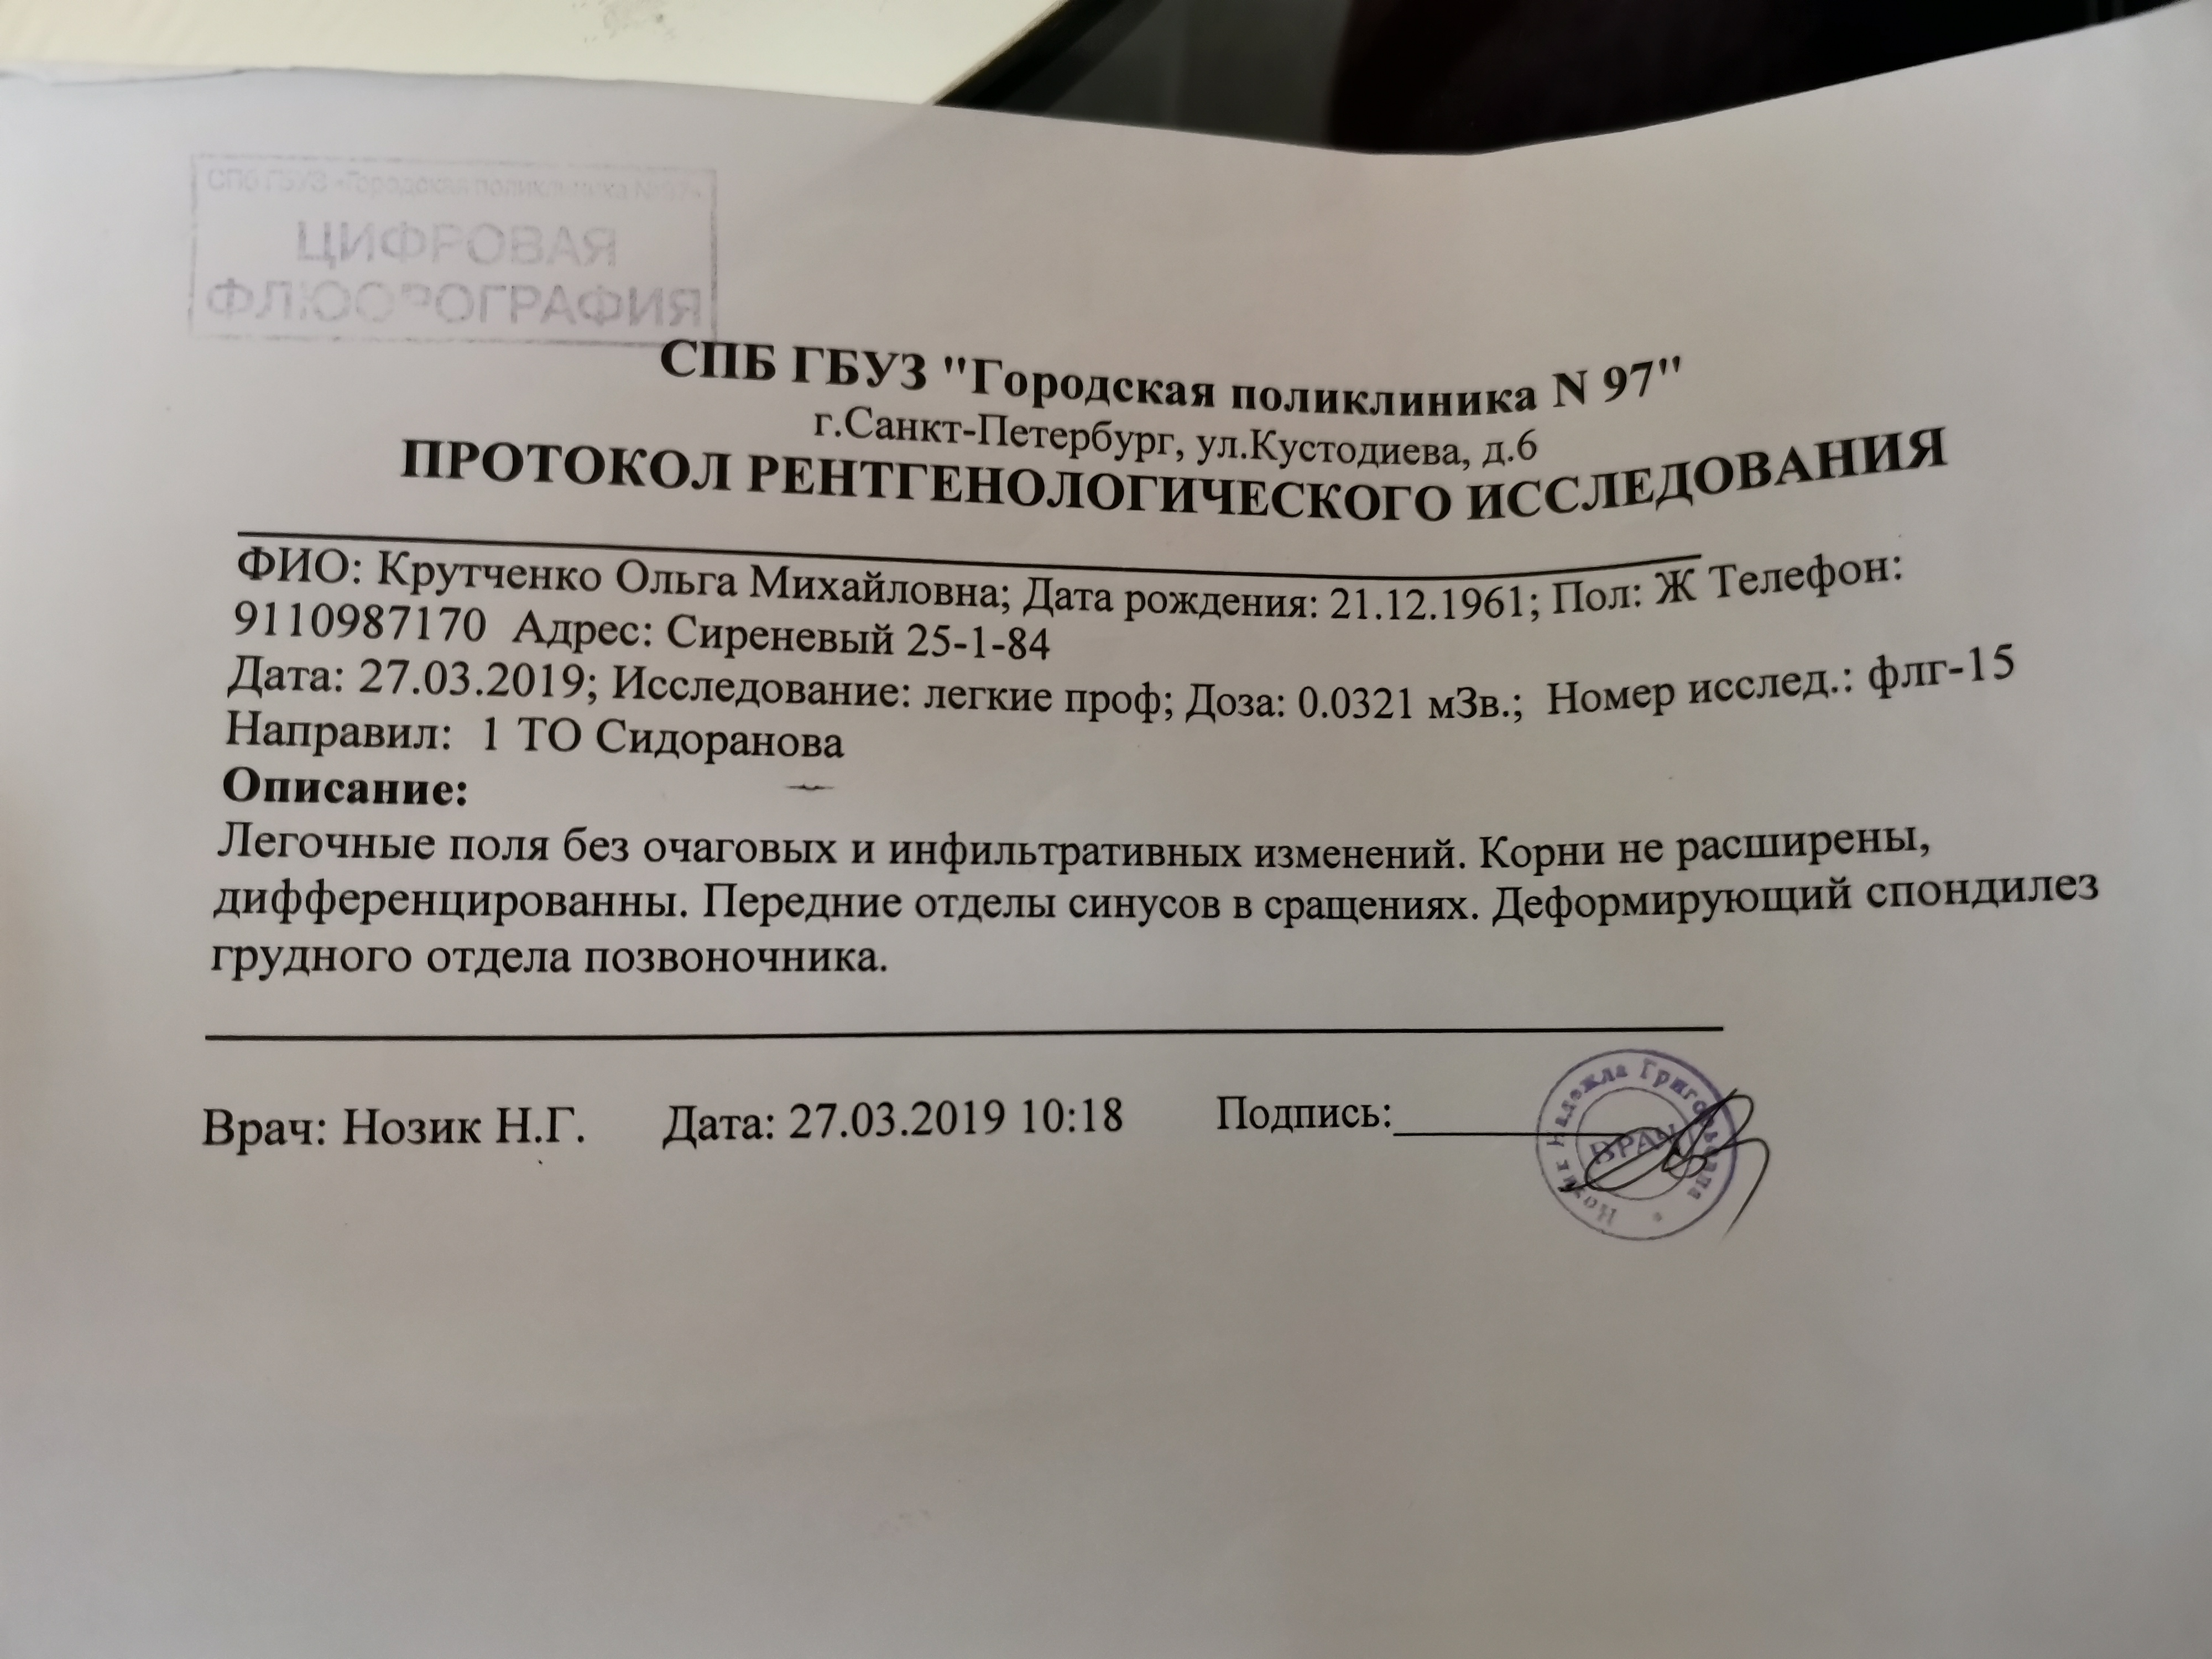 СПб ГБУЗ «Городская поликлиника № 97»
ЦИФРОВАЯ
ФЛЮОРОГРАФИЯ
СПБ ГБУЗ "Городская поликлиника N 97"
г.Санкт-Петербург, ул.Кустодиева, д.6
ПРОТОКОЛ РЕНТГЕНОЛОГИЧЕСКОГО ИССЛЕДОВАНИЯ
ФИО: Крутченко Ольга Михайловна; Дата рождения: 21.12.1961; Пол: Ж Телефон:
9110987170 Адрес: Сиреневый 25-1-84
Дата: 27.03.2019; Исследование: легкие проф; Доза: 0.0321 мЗв.; Номер исслед.: флг-15
Направил: 1 ТО Сидоранова
Описание:
Легочные поля без очаговых и инфильтративных изменений. Корни не расширены,
дифференцированны. Передние отделы синусов в сращениях. Деформирующий спондилез
грудного отдела позвоночника.
Врач: Нозик Н.Г. Дата: 27.03.2019 10:18 Подпись:
Нозик Надежда Григорьевна
ВРАЧ